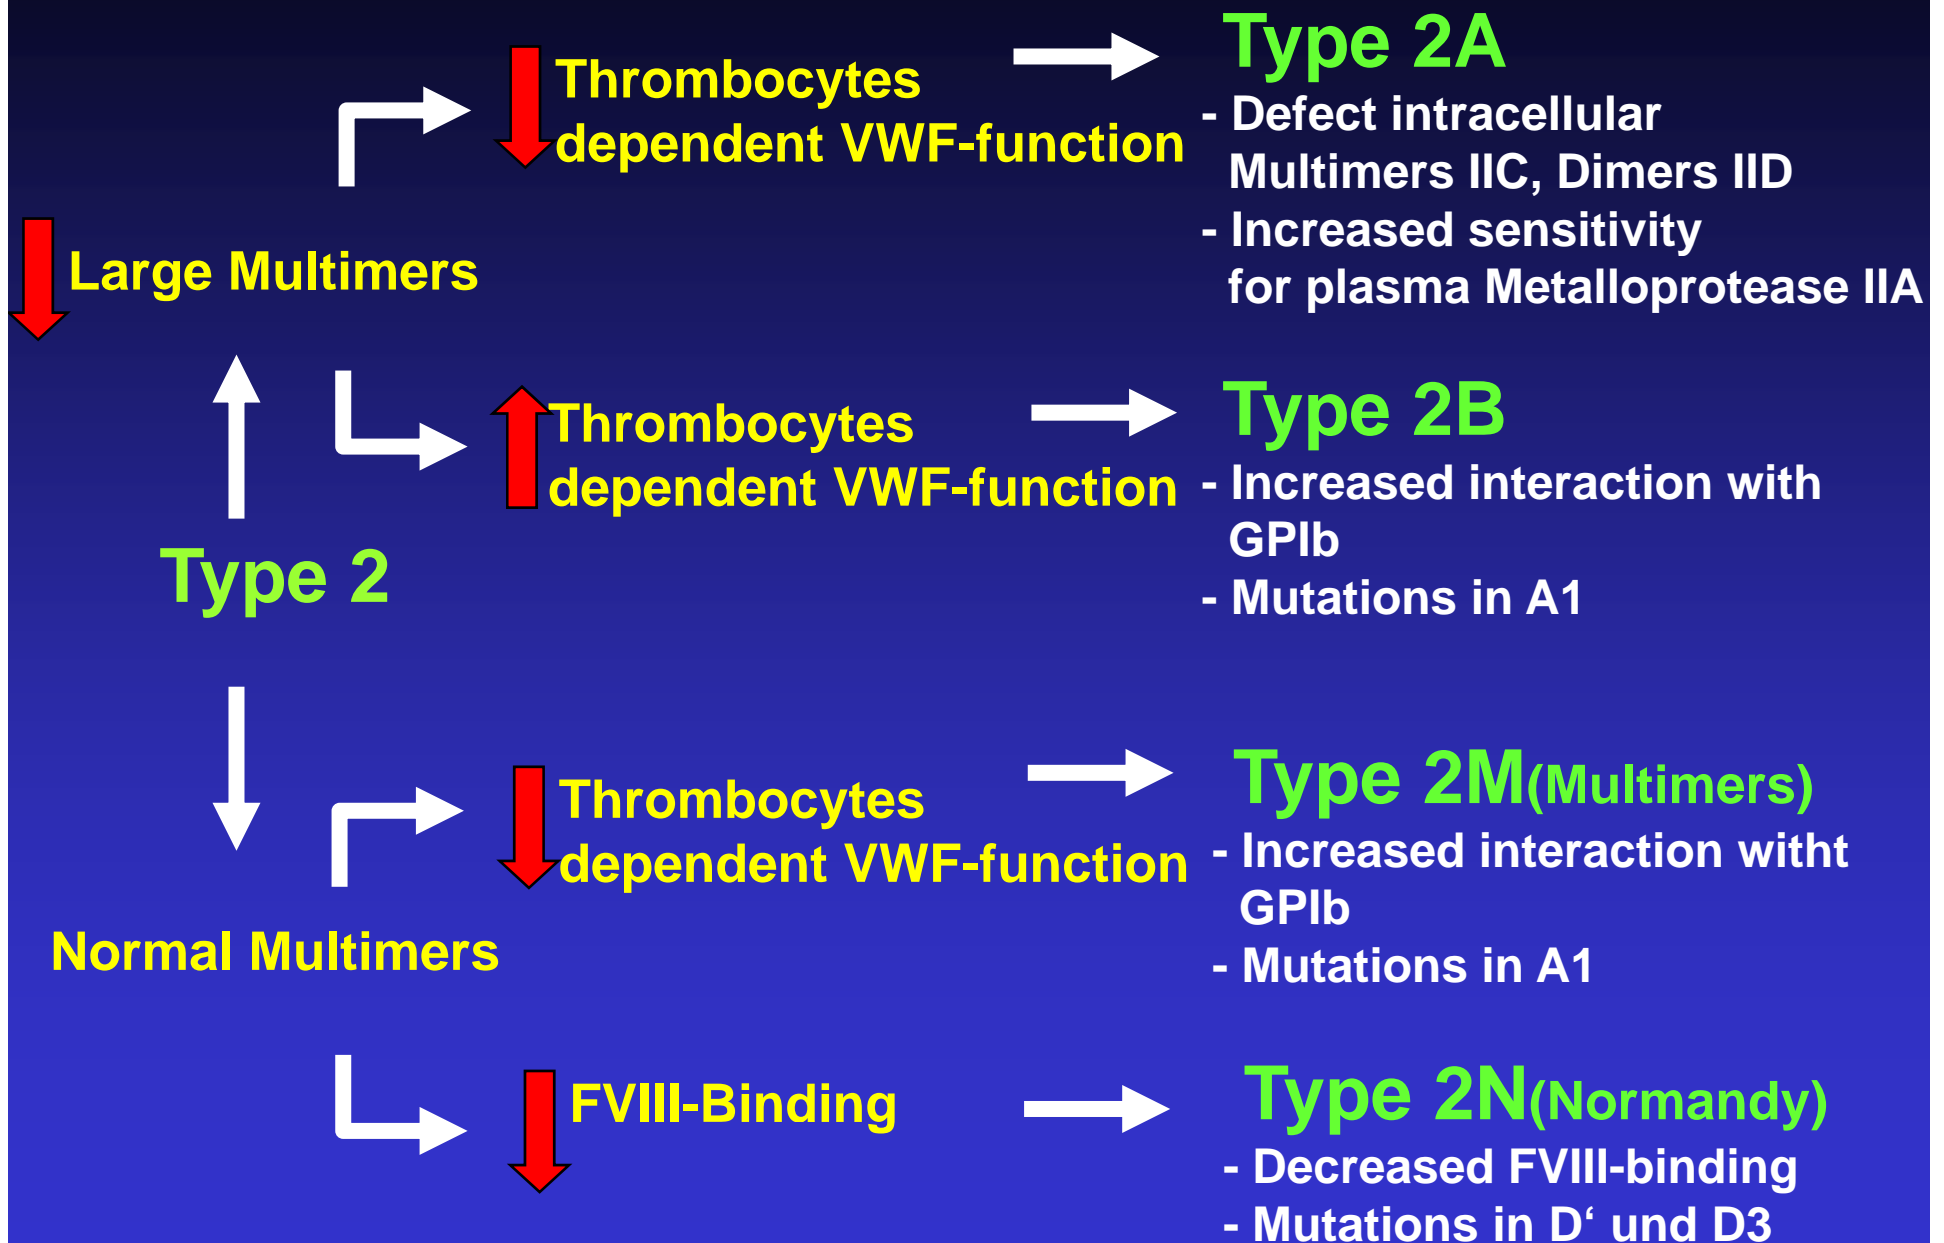 Type 2
Large Multimers
Thrombocytes
dependent VWF-function
Type 2A
- Defect intracellular
Multimers IIC, Dimers IID
- Increased sensitivity
for plasma Metalloprotease IIA
Thrombocytes
dependent VWF-function
Type 2B
- Increased interaction with
GPIb
- Mutations in A1
Normal Multimers
Thrombocytes
dependent VWF-function
Type 2M(Multimers)
- Increased interaction witht
GPIb
- Mutations in A1
FVIII-Binding
Type 2N(Normandy)
- Decreased FVIII-binding
- Mutations in D‘ und D3